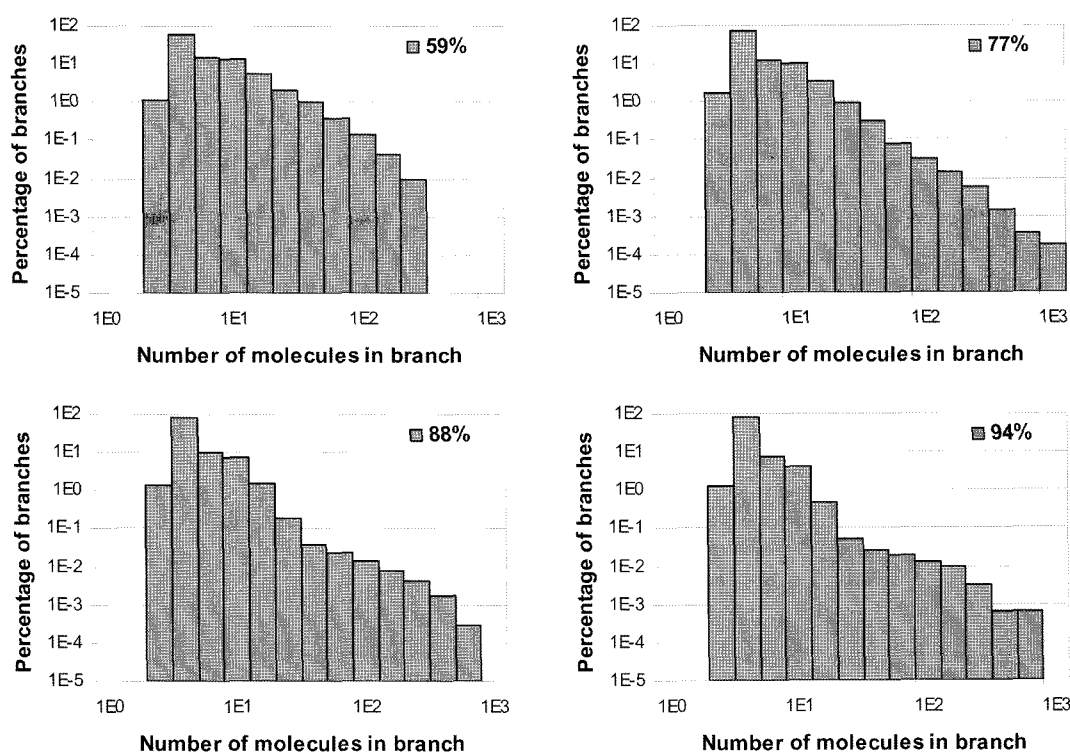 1E2
1E1
1E0
1E-1
1E-2
1E-3
1E-4
1E-5
Percentage of branches
59%
1E0 1E1 1E2 1E3
Number of molecules in branch
1E2
1E1
1E0
1E-1
1E-2
1E-3
1E-4
1E-5
Percentage of branches
77%
1E0 1E1 1E2 1E3
Number of molecules in branch
1E2
1E1
1E0
1E-1
1E-2
1E-3
1E-4
1E-5
Percentage of branches
88%
1E0 1E1 1E2 1E3
Number of molecules in branch
1E2
1E1
1E0
1E-1
1E-2
1E-3
1E-4
1E-5
Percentage of branches
94%
1E0 1E1 1E2 1E3
Number of molecules in branch